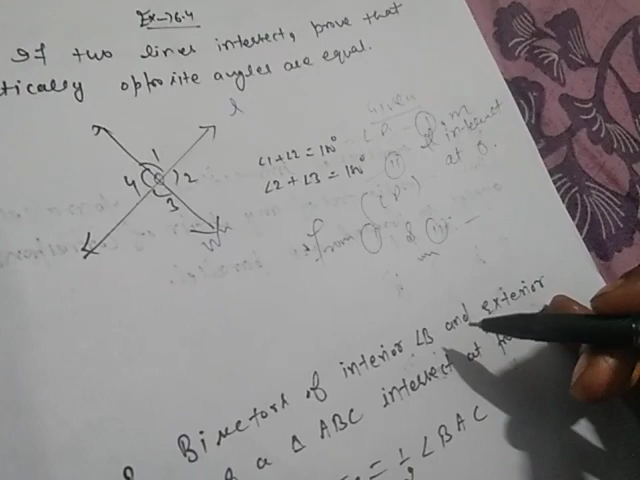 Ex-)6.4
If two lines intersect, prove that
tically opposite angles are equal.
l
1
4 2
3
Given
∠1+∠2=180° L.P - (i)
l, m intersect
at O.
∠2+∠3=180° (ii)
(L.P.)
from (i) & (ii) :-
m
Bisectors of interior ∠B and exterior
of a △ABC intersect at
= 1/2 ∠BAC